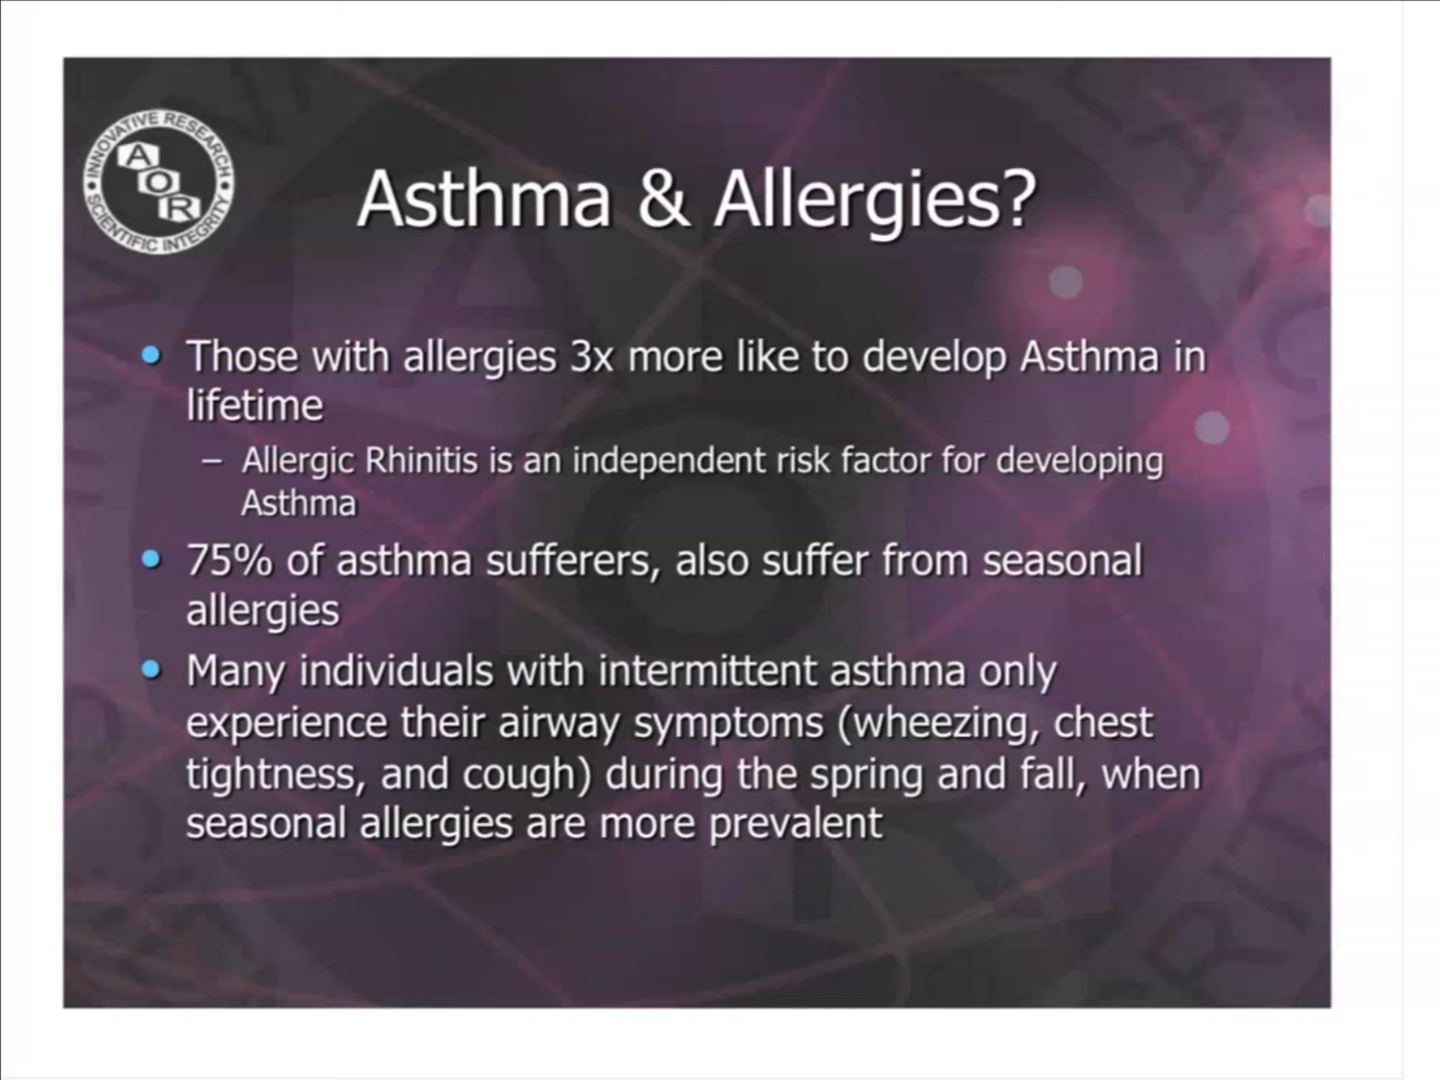 INNOVATIVE RESEARCH
AOR
SCIENTIFIC INTEGRITY
Asthma & Allergies?
• Those with allergies 3x more like to develop Asthma in
lifetime
– Allergic Rhinitis is an independent risk factor for developing
Asthma
• 75% of asthma sufferers, also suffer from seasonal
allergies
• Many individuals with intermittent asthma only
experience their airway symptoms (wheezing, chest
tightness, and cough) during the spring and fall, when
seasonal allergies are more prevalent